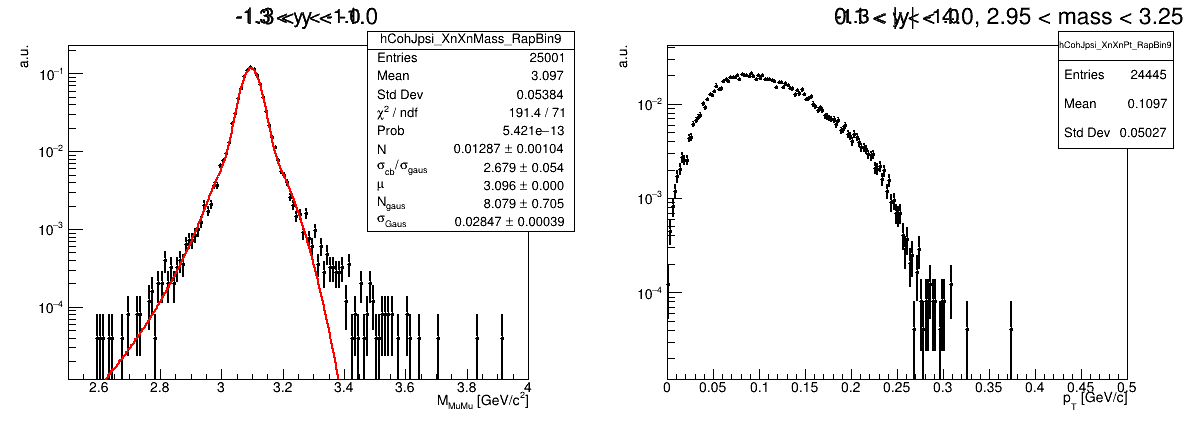 hCohJpsi_XnXnMass_RapBin9
Entries 25001
Mean 3.097
Std Dev 0.05384
χ² / ndf 191.4 / 71
Prob 5.421e−13
N 0.01287 ± 0.00104
σcb/σgaus 2.679 ± 0.054
μ 3.096 ± 0.000
Ngaus 8.079 ± 0.705
σGaus 0.02847 ± 0.00039
a.u.
10⁻¹
10⁻²
10⁻³
10⁻⁴
2.6 2.8 3 3.2 3.4 3.6 3.8 4
MMuMu [GeV/c²]
, 2.95 < mass < 3.25
hCohJpsi_XnXnPt_RapBin9
Entries 24445
Mean 0.1097
Std Dev 0.05027
a.u.
10⁻²
10⁻³
10⁻⁴
0 0.05 0.1 0.15 0.2 0.25 0.3 0.35 0.4 0.45 0.5
pT [GeV/c]